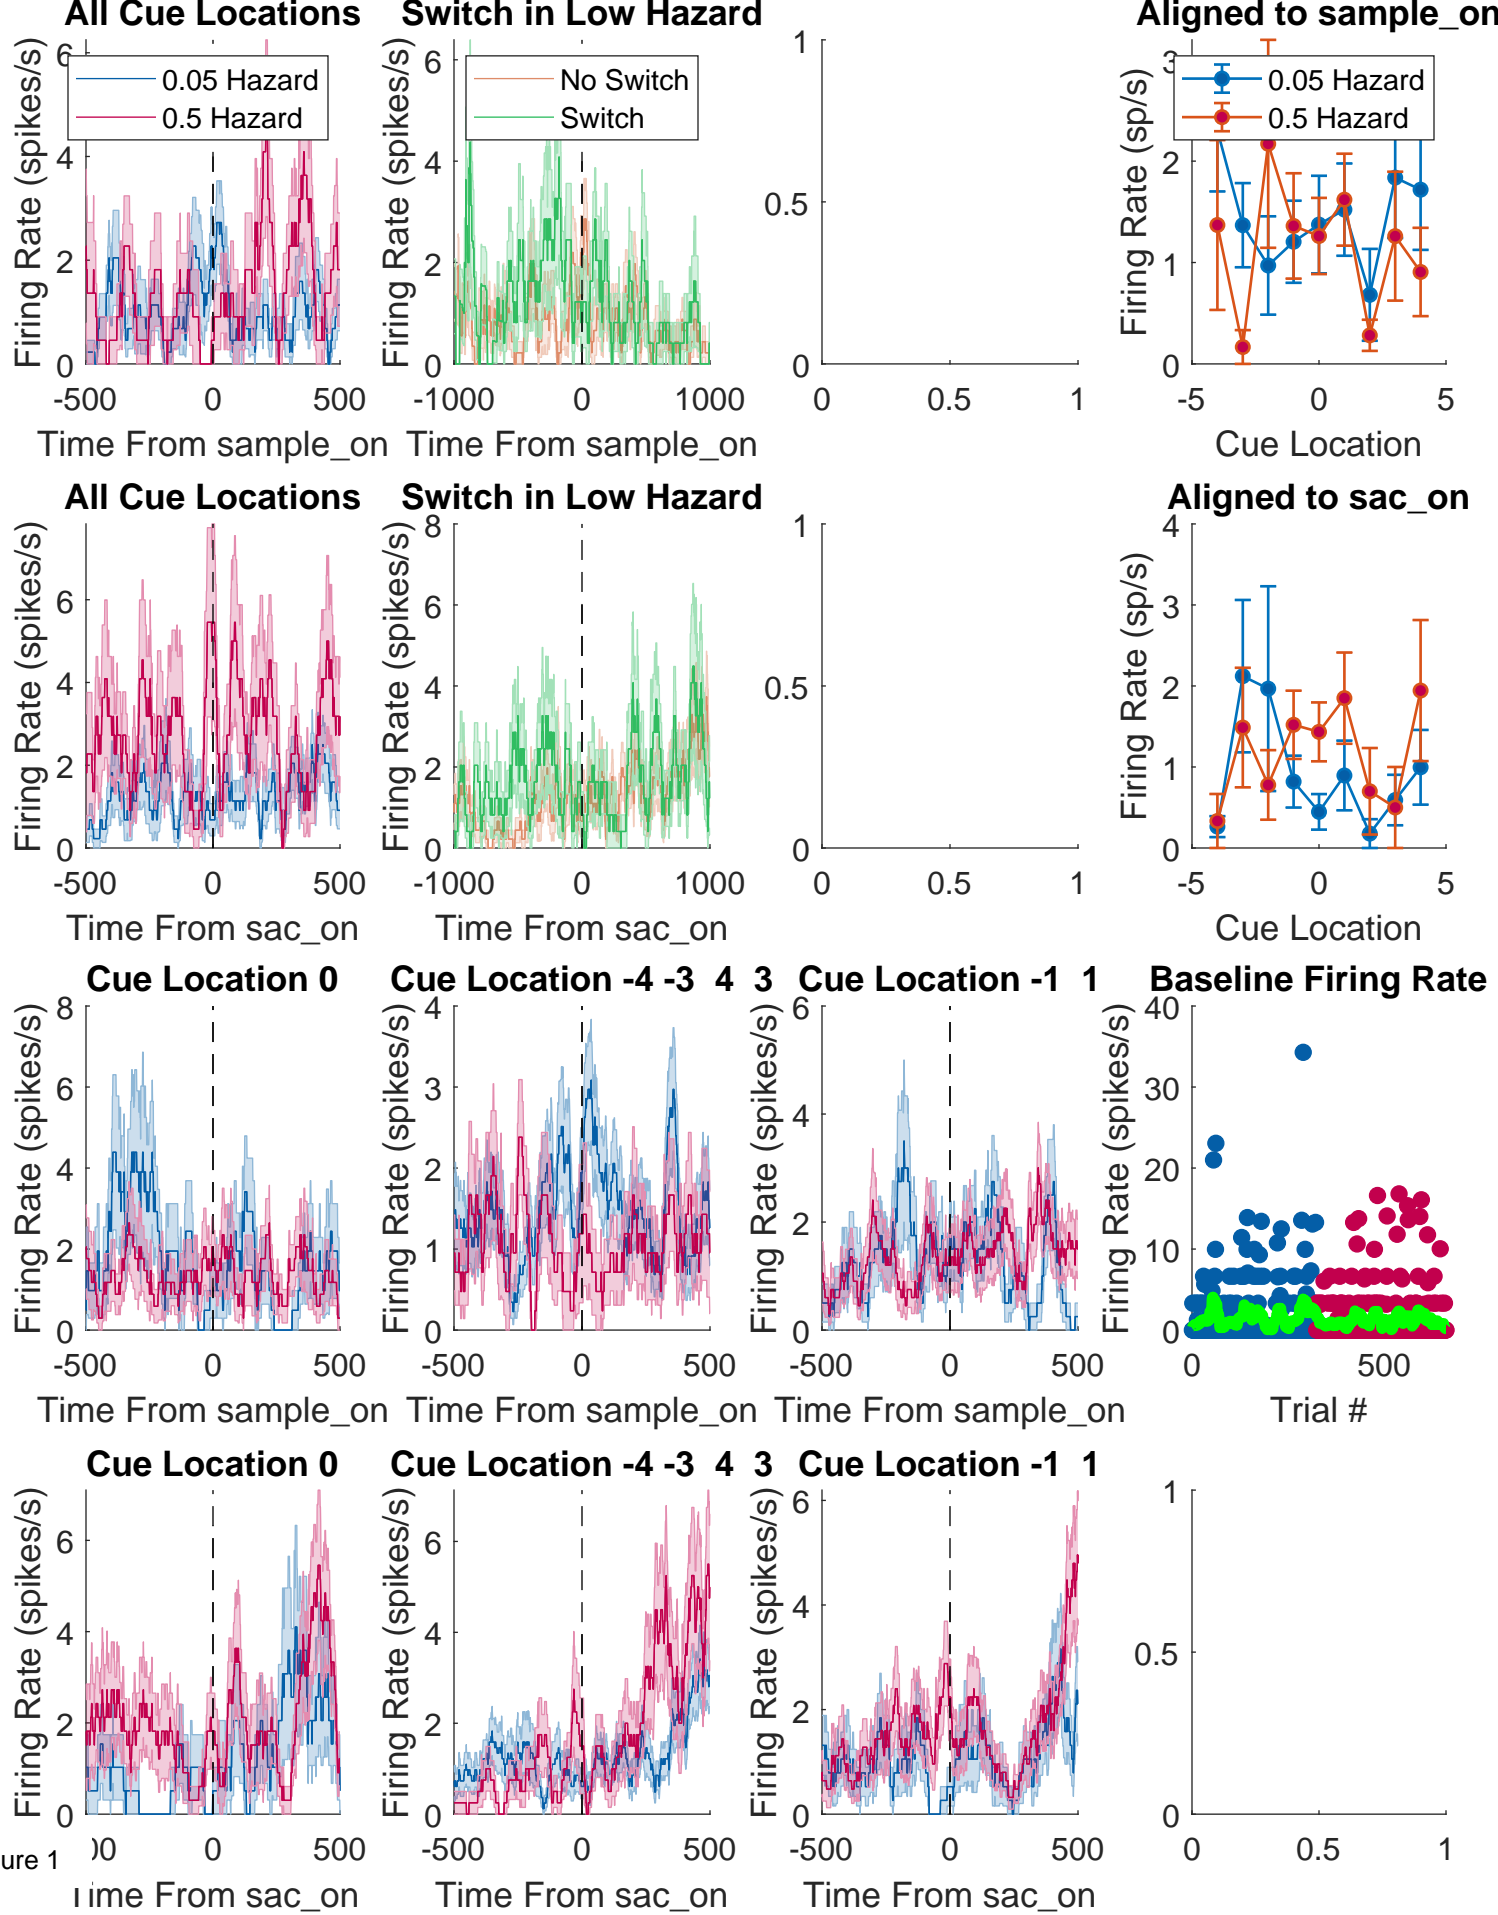 All Cue Locations
Switch in Low Hazard
Aligned to sample_on
Firing Rate (spikes/s)
0 2 4 6
0.05 Hazard
0.5 Hazard
-500 0 500
Time From sample_on
Firing Rate (spikes/s)
0 2 4 6
No Switch
Switch
-1000 0 1000
Time From sample_on
0 0.5 1
0 0.5 1
Firing Rate (sp/s)
0 1 2 3
0.05 Hazard
0.5 Hazard
-5 0 5
Cue Location
All Cue Locations
Switch in Low Hazard
Aligned to sac_on
Firing Rate (spikes/s)
0 2 4 6
-500 0 500
Time From sac_on
Firing Rate (spikes/s)
0 2 4 6 8
-1000 0 1000
Time From sac_on
0 0.5 1
0 0.5 1
Firing Rate (sp/s)
0 1 2 3 4
-5 0 5
Cue Location
Cue Location 0
Cue Location -4 -3 4 3
Cue Location -1 1
Baseline Firing Rate
Firing Rate (spikes/s)
0 2 4 6 8
-500 0 500
Time From sample_on
Firing Rate (spikes/s)
0 1 2 3 4
-500 0 500
Time From sample_on
Firing Rate (spikes/s)
0 2 4 6
-500 0 500
Time From sample_on
Firing Rate (spikes/s)
0 10 20 30 40
0 500
Trial #
Cue Location 0
Cue Location -4 -3 4 3
Cue Location -1 1
Firing Rate (spikes/s)
0 2 4 6
00 0 500
Time From sac_on
Firing Rate (spikes/s)
0 2 4 6
-500 0 500
Time From sac_on
Firing Rate (spikes/s)
0 2 4 6
-500 0 500
Time From sac_on
0 0.5 1
0 0.5 1
ure 1